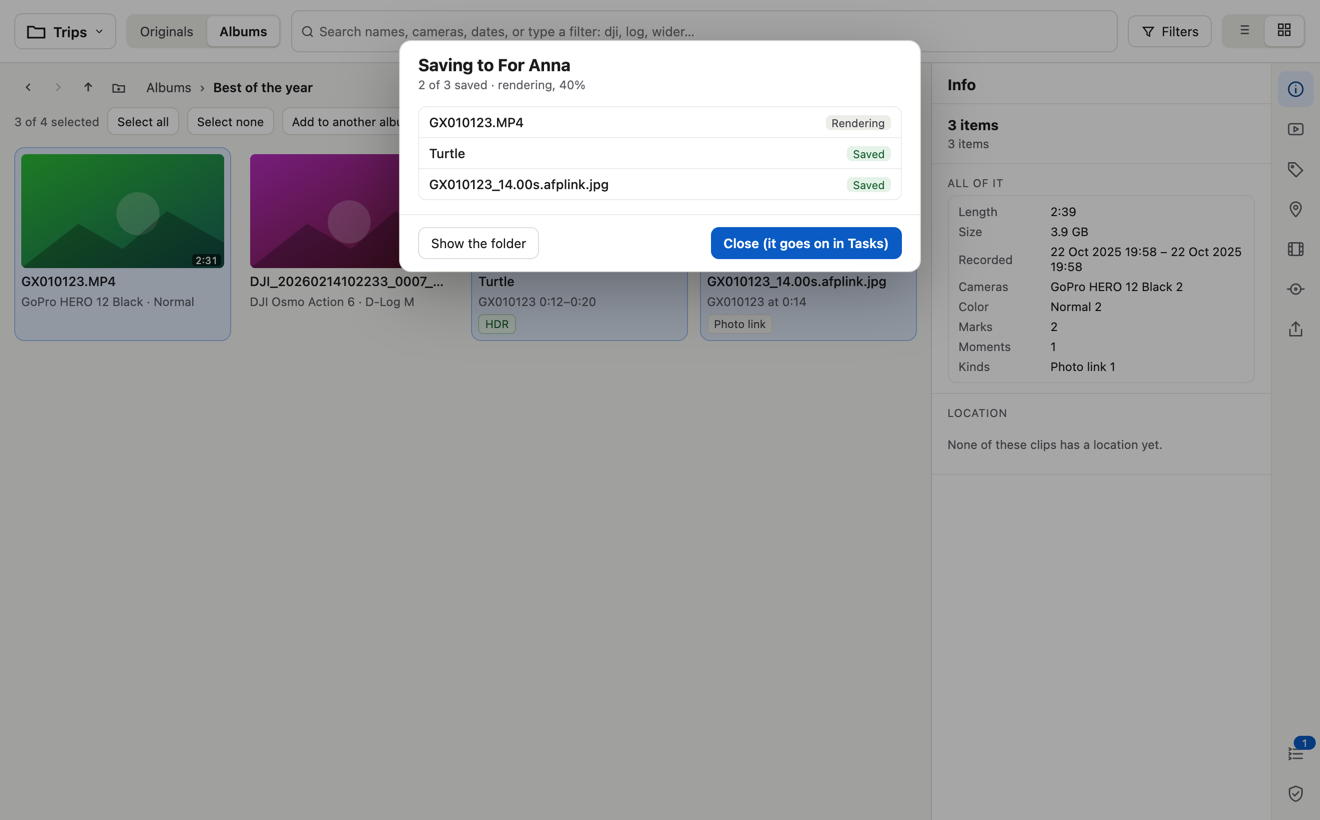 Trips
Originals
Albums
Search names, cameras, dates, or type a filter: dji, log, wider...
Filters
Saving to For Anna
2 of 3 saved · rendering, 40%
GX010123.MP4
Rendering
Turtle
Saved
GX010123_14.00s.afplink.jpg
Saved
Show the folder
Close (it goes on in Tasks)
Albums › Best of the year
3 of 4 selected
Select all
Select none
Add to another albu
2:31
GX010123.MP4
GoPro HERO 12 Black · Normal
DJI_20260214102233_0007_...
DJI Osmo Action 6 · D-Log M
Turtle
GX010123 0:12–0:20
HDR
GX010123_14.00s.afplink.jpg
GX010123 at 0:14
Photo link
Info
3 items
3 items
ALL OF IT
Length 2:39
Size 3.9 GB
Recorded 22 Oct 2025 19:58 – 22 Oct 2025
19:58
Cameras GoPro HERO 12 Black 2
Color Normal 2
Marks 2
Moments 1
Kinds Photo link 1
LOCATION
None of these clips has a location yet.
1